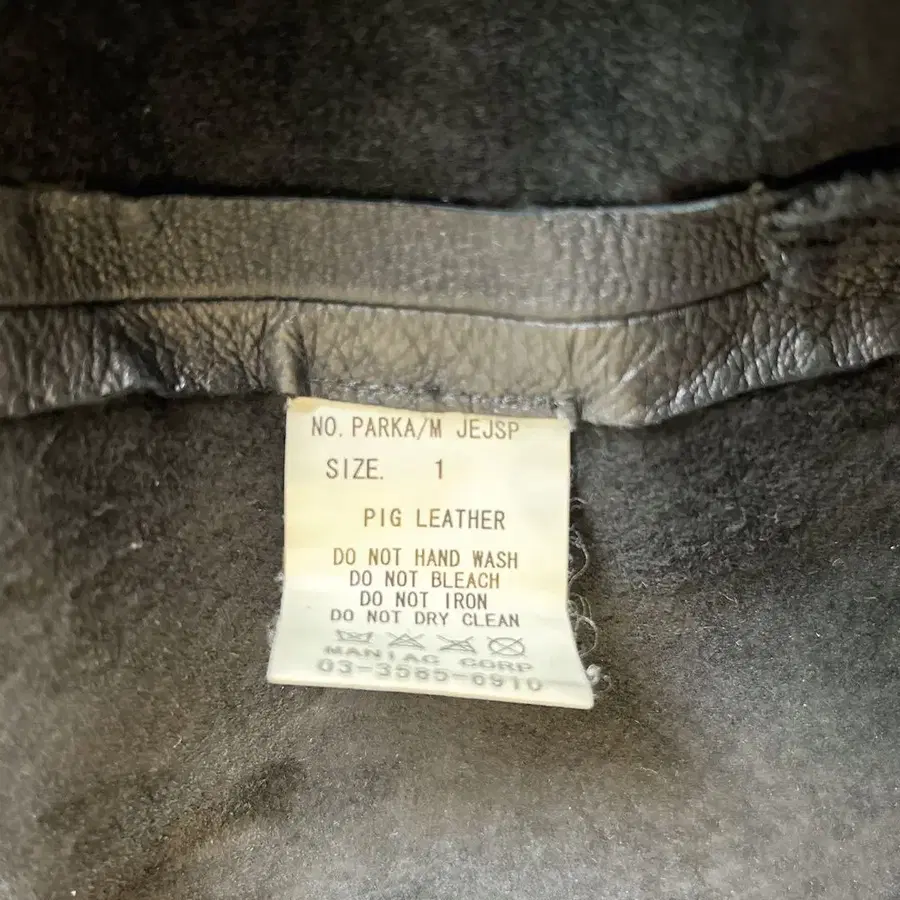 NO. PARKA/M JEJSP
SIZE. 1
PIG LEATHER
DO NOT HAND WASH
DO NOT BLEACH
DO NOT IRON
DO NOT DRY CLEAN
MANIAC CORP
03-3585-6910